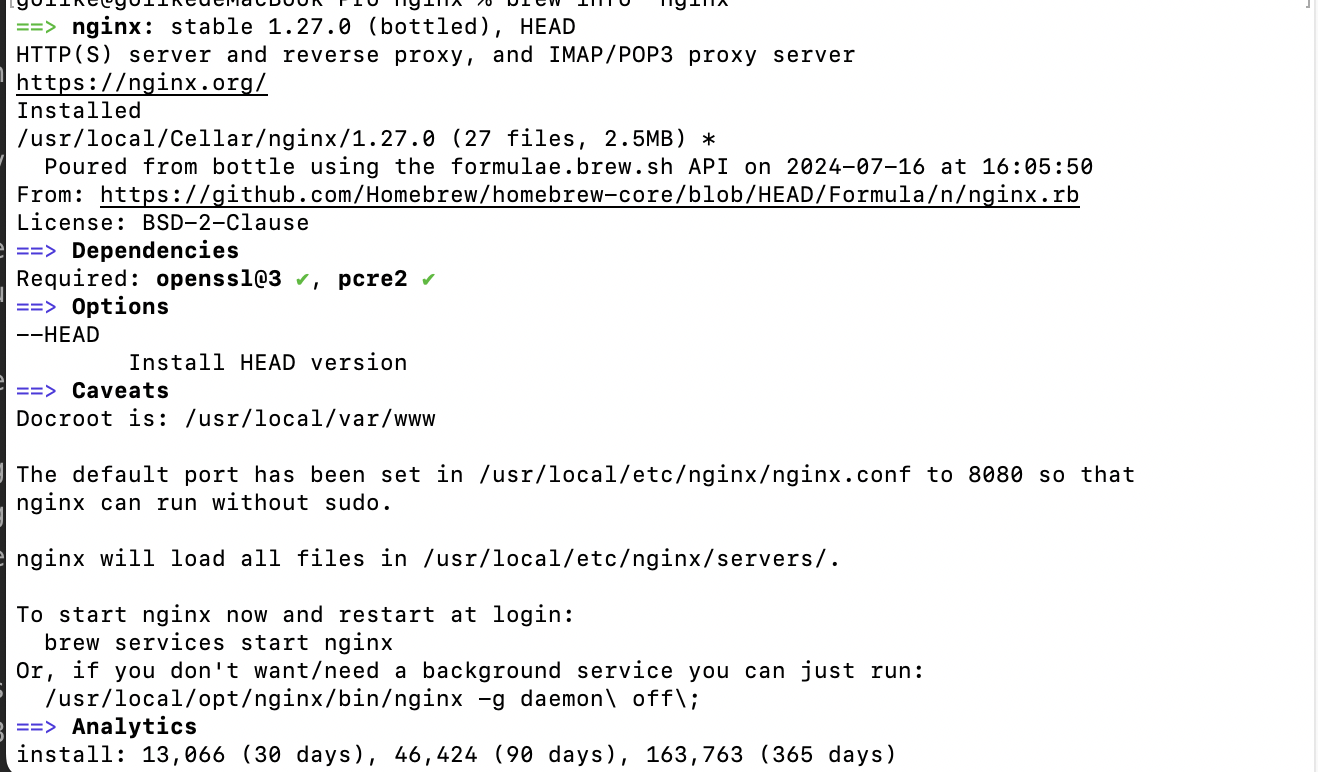 golike@golikedeMacBook-Pro nginx % brew info nginx
==> nginx: stable 1.27.0 (bottled), HEAD
HTTP(S) server and reverse proxy, and IMAP/POP3 proxy server
https://nginx.org/
Installed
/usr/local/Cellar/nginx/1.27.0 (27 files, 2.5MB) *
  Poured from bottle using the formulae.brew.sh API on 2024-07-16 at 16:05:50
From: https://github.com/Homebrew/homebrew-core/blob/HEAD/Formula/n/nginx.rb
License: BSD-2-Clause
==> Dependencies
Required: openssl@3 ✔, pcre2 ✔
==> Options
--HEAD
        Install HEAD version
==> Caveats
Docroot is: /usr/local/var/www

The default port has been set in /usr/local/etc/nginx/nginx.conf to 8080 so that
nginx can run without sudo.

nginx will load all files in /usr/local/etc/nginx/servers/.

To start nginx now and restart at login:
  brew services start nginx
Or, if you don't want/need a background service you can just run:
  /usr/local/opt/nginx/bin/nginx -g daemon\ off\;
==> Analytics
install: 13,066 (30 days), 46,424 (90 days), 163,763 (365 days)